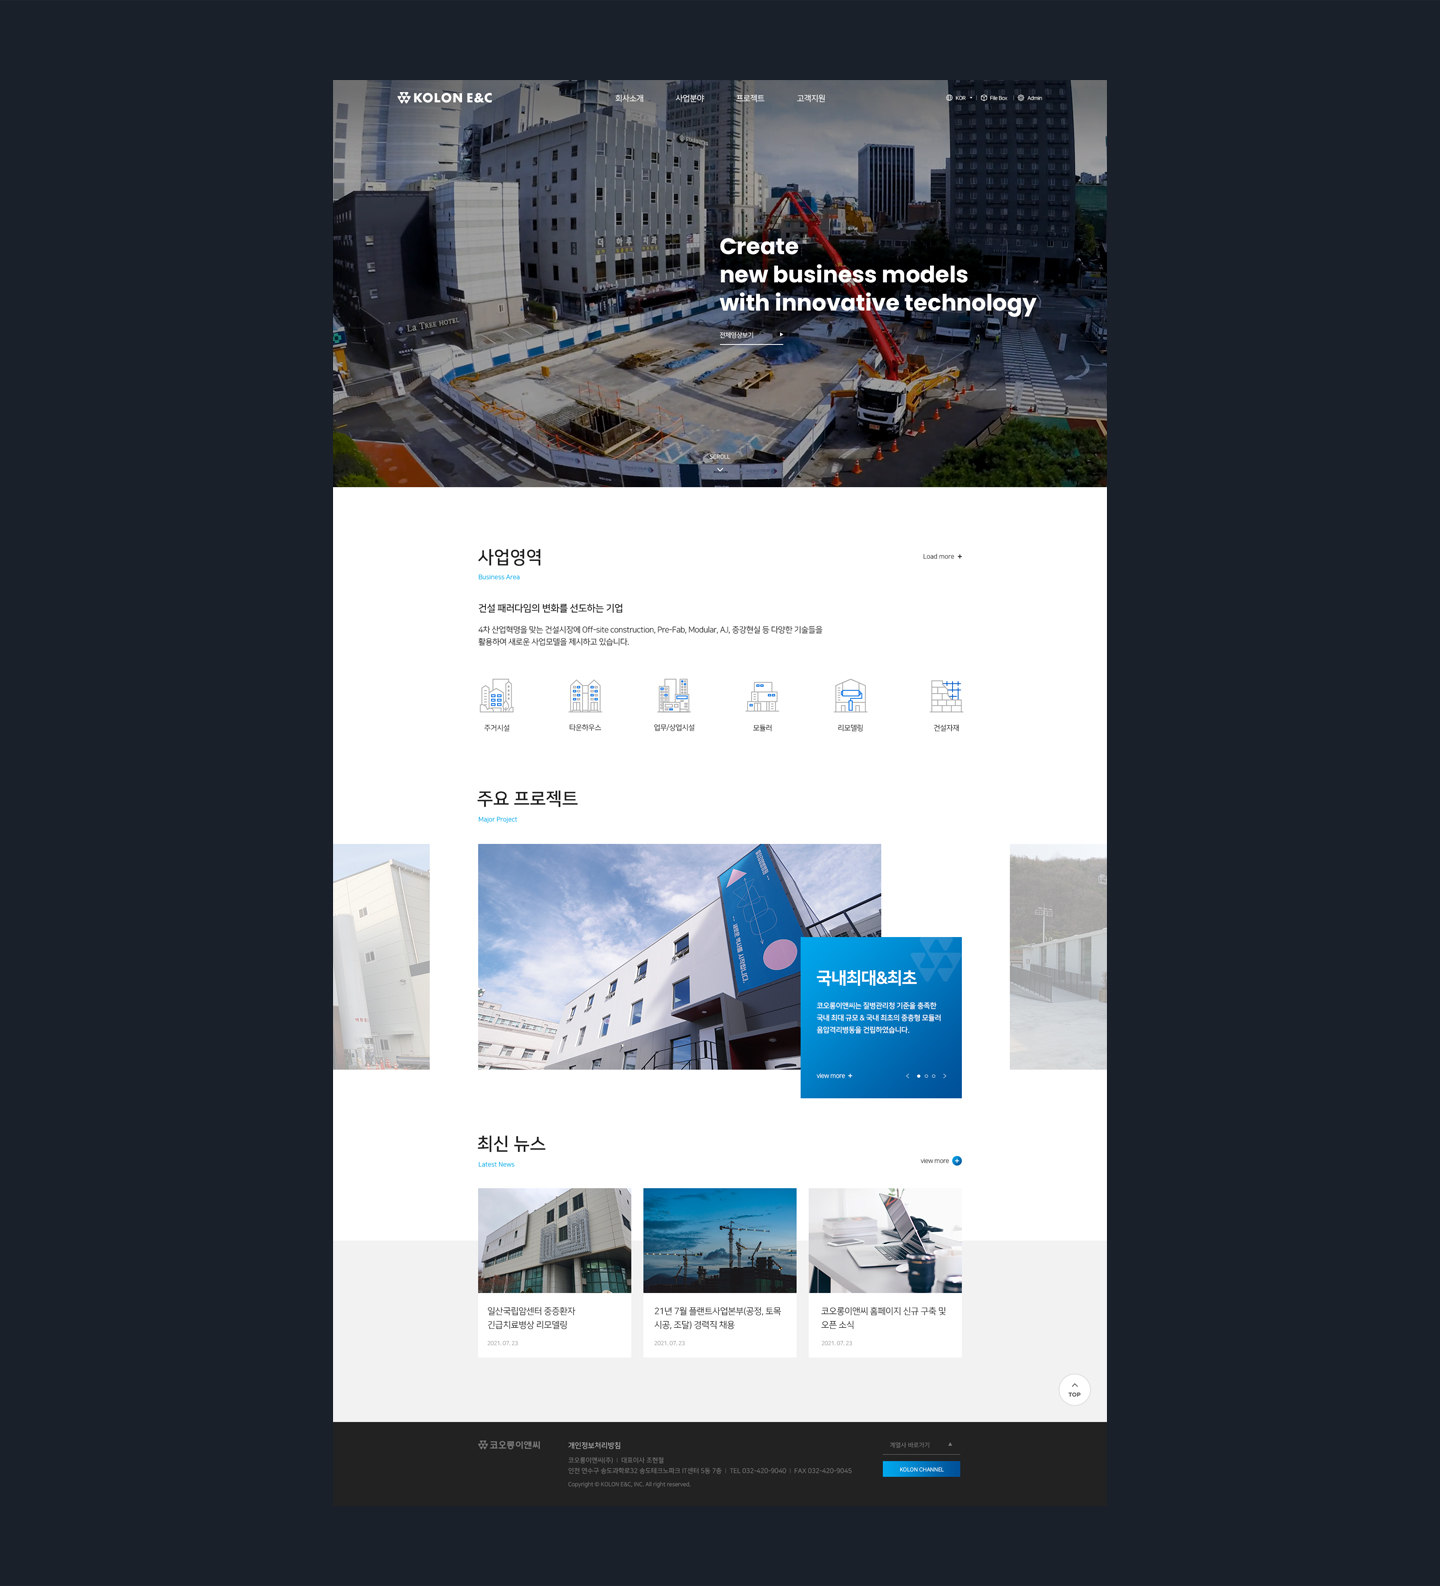 KOLON E&C
회사소개
사업분야
프로젝트
고객지원
KOR
File Box
Admin
더 하루 치과
LA TREE HOTEL
Create
new business models
with innovative technology
전체영상보기
SCROLL
사업영역
Load more +
Business Area
건설 패러다임의 변화를 선도하는 기업
4차 산업혁명을 맞는 건설시장에 Off-site construction, Pre-Fab, Modular, A.I, 증강현실 등 다양한 기술들을
활용하여 새로운 사업모델을 제시하고 있습니다.
주거시설
타운하우스
업무/상업시설
모듈러
리모델링
건설자재
주요 프로젝트
Major Project
국내최대&최초
코오롱이앤씨는 질병관리청 기준을 충족한
국내 최대 규모 & 국내 최초의 중층형 모듈러
음압격리병동을 건립하였습니다.
view more +
최신 뉴스
Latest News
view more
일산국립암센터 중증환자
긴급치료병상 리모델링
2021. 07. 23
21년 7월 플랜트사업본부(공정, 토목
시공, 조달) 경력직 채용
2021. 07. 23
코오롱이앤씨 홈페이지 신규 구축 및
오픈 소식
2021. 07. 23
TOP
코오롱이앤씨
개인정보처리방침
코오롱이앤씨(주) | 대표이사 조현철
인천 연수구 송도과학로32 송도테크노파크 IT센터 S동 7층 | TEL 032-420-9040 | FAX 032-420-9045
Copyright © KOLON E&C, INC. All right reserved.
계열사 바로가기
KOLON CHANNEL